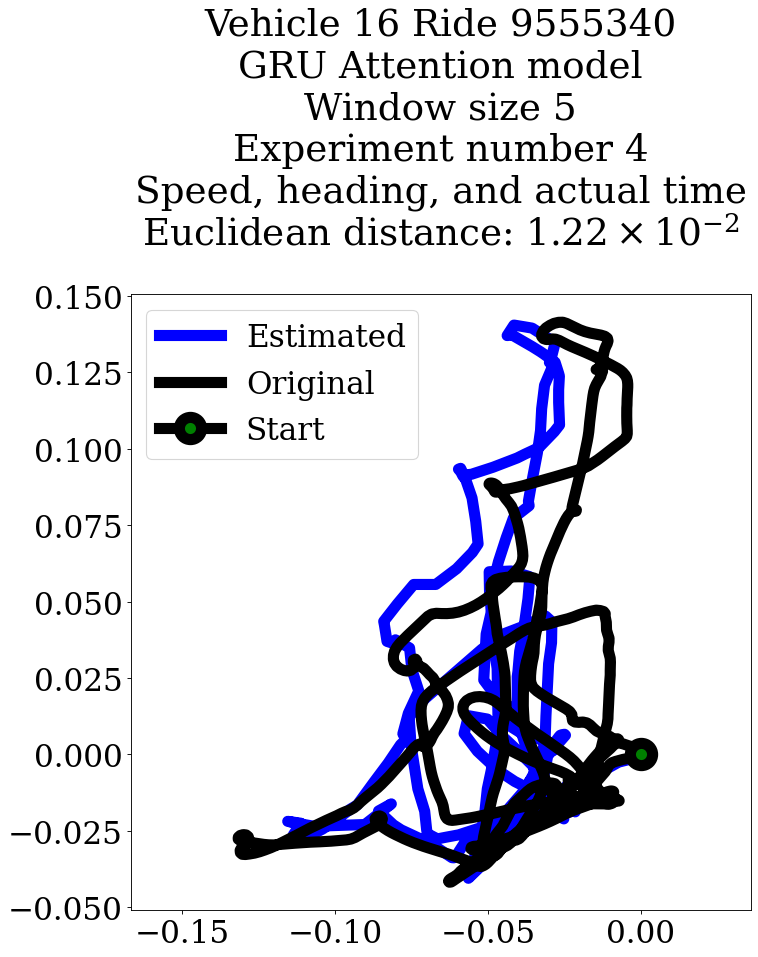 Vehicle 16 Ride 9555340
GRU Attention model
Window size 5
Experiment number 4
Speed, heading, and actual time
Euclidean distance: 1.22 × 10⁻²
0.150
Estimated
Original
Start
0.125
0.100
0.075
0.050
0.025
0.000
−0.025
−0.050
−0.15 −0.10 −0.05 0.00